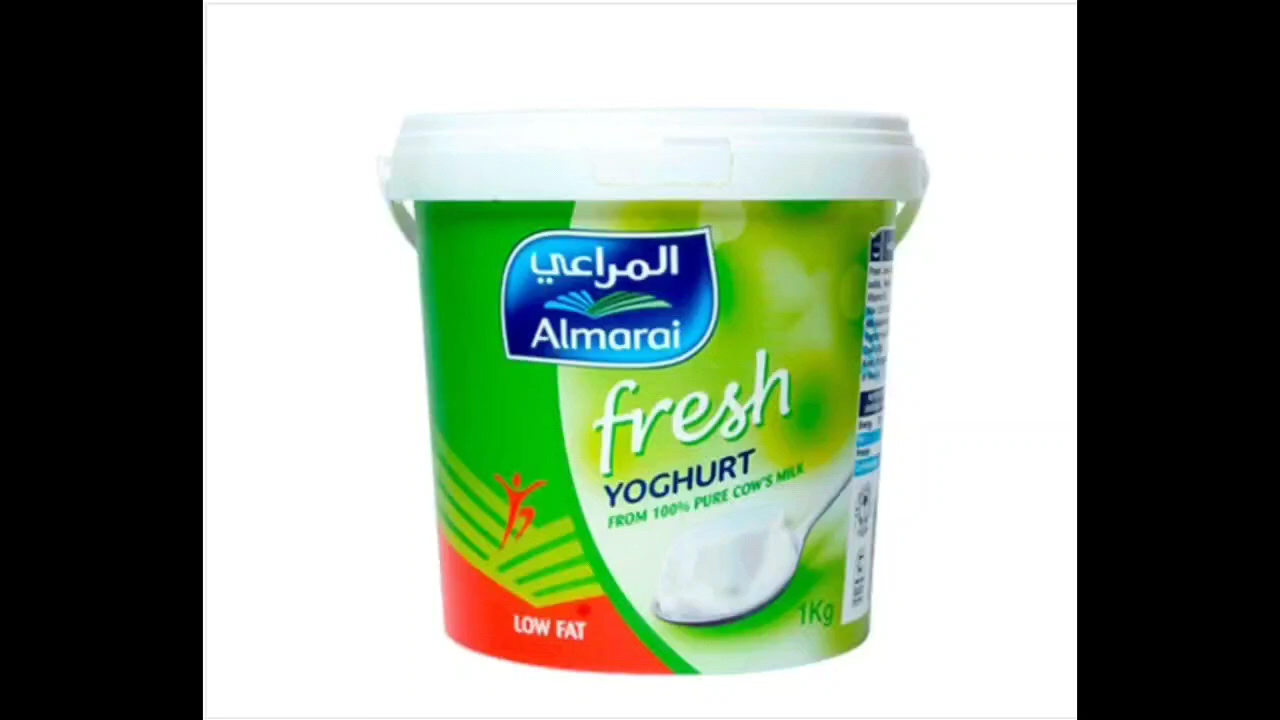 المراعي
Almarai
fresh
YOGHURT
FROM 100% PURE COW'S MILK
LOW FAT
1Kg